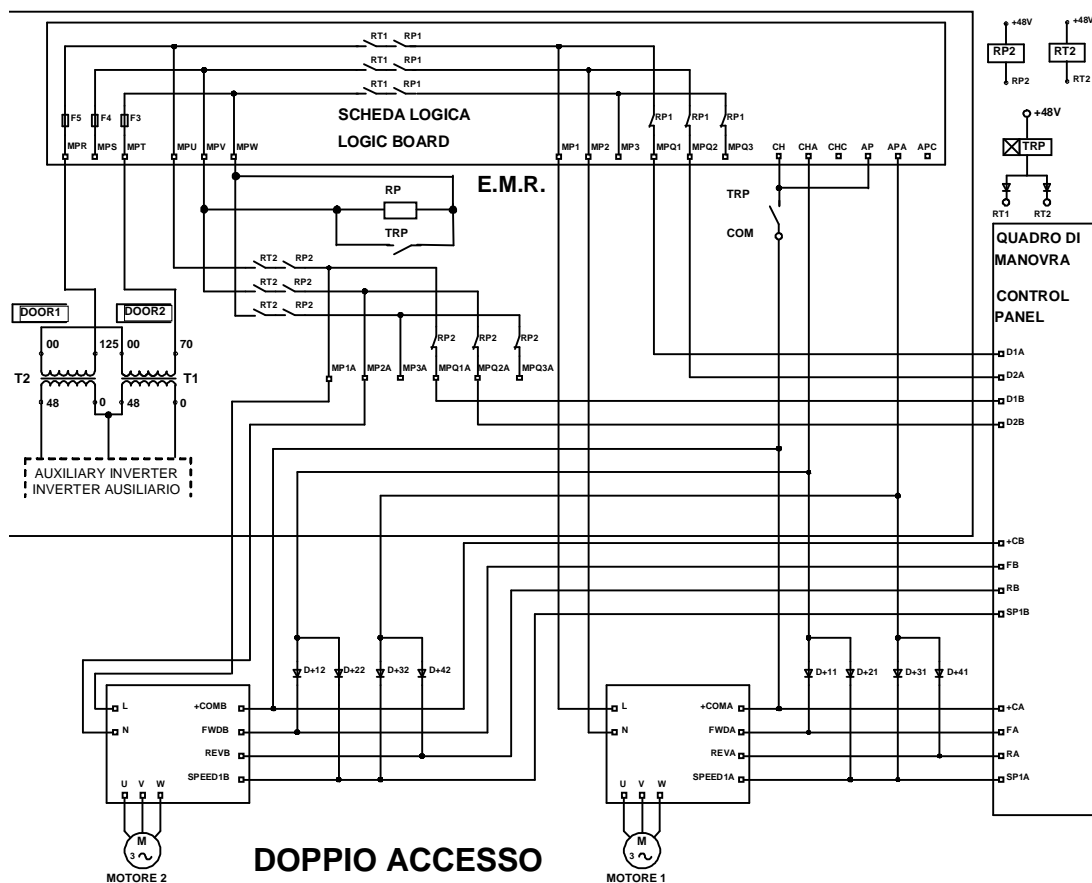 +48V
+48V
RP2
RT2
RP2
RT2
RT1 RP1
RT1 RP1
RT1 RP1
SCHEDA LOGICA
LOGIC BOARD
F5 F4 F3
RP1 RP1 RP1
MPR MPS MPT MPU MPV MPW MP1 MP2 MP3 MPQ1 MPQ2 MPQ3 CH CHA CHC AP APA APC
+48V
TRP
RT1 RT2
E.M.R.
RP
TRP
TRP
COM
RT2 RP2
RT2 RP2
RT2 RP2
RP2 RP2 RP2
MP1A MP2A MP3A MPQ1A MPQ2A MPQ3A
QUADRO DI
MANOVRA
CONTROL
PANEL
DOOR1 DOOR2
00 125 00 70
T2 T1
48 0 48 0
AUXILIARY INVERTER
INVERTER AUSILIARIO
D1A
D2A
D1B
D2B
+CB
FB
RB
SP1B
D+12 D+22 D+32 D+42
D+11 D+21 D+31 D+41
L +COMB
N FWDB
REVB
SPEED1B
U V W
M
3
MOTORE 2
L +COMA
N FWDA
REVA
SPEED1A
U V W
M
3
MOTORE 1
+CA
FA
RA
SP1A
DOPPIO ACCESSO